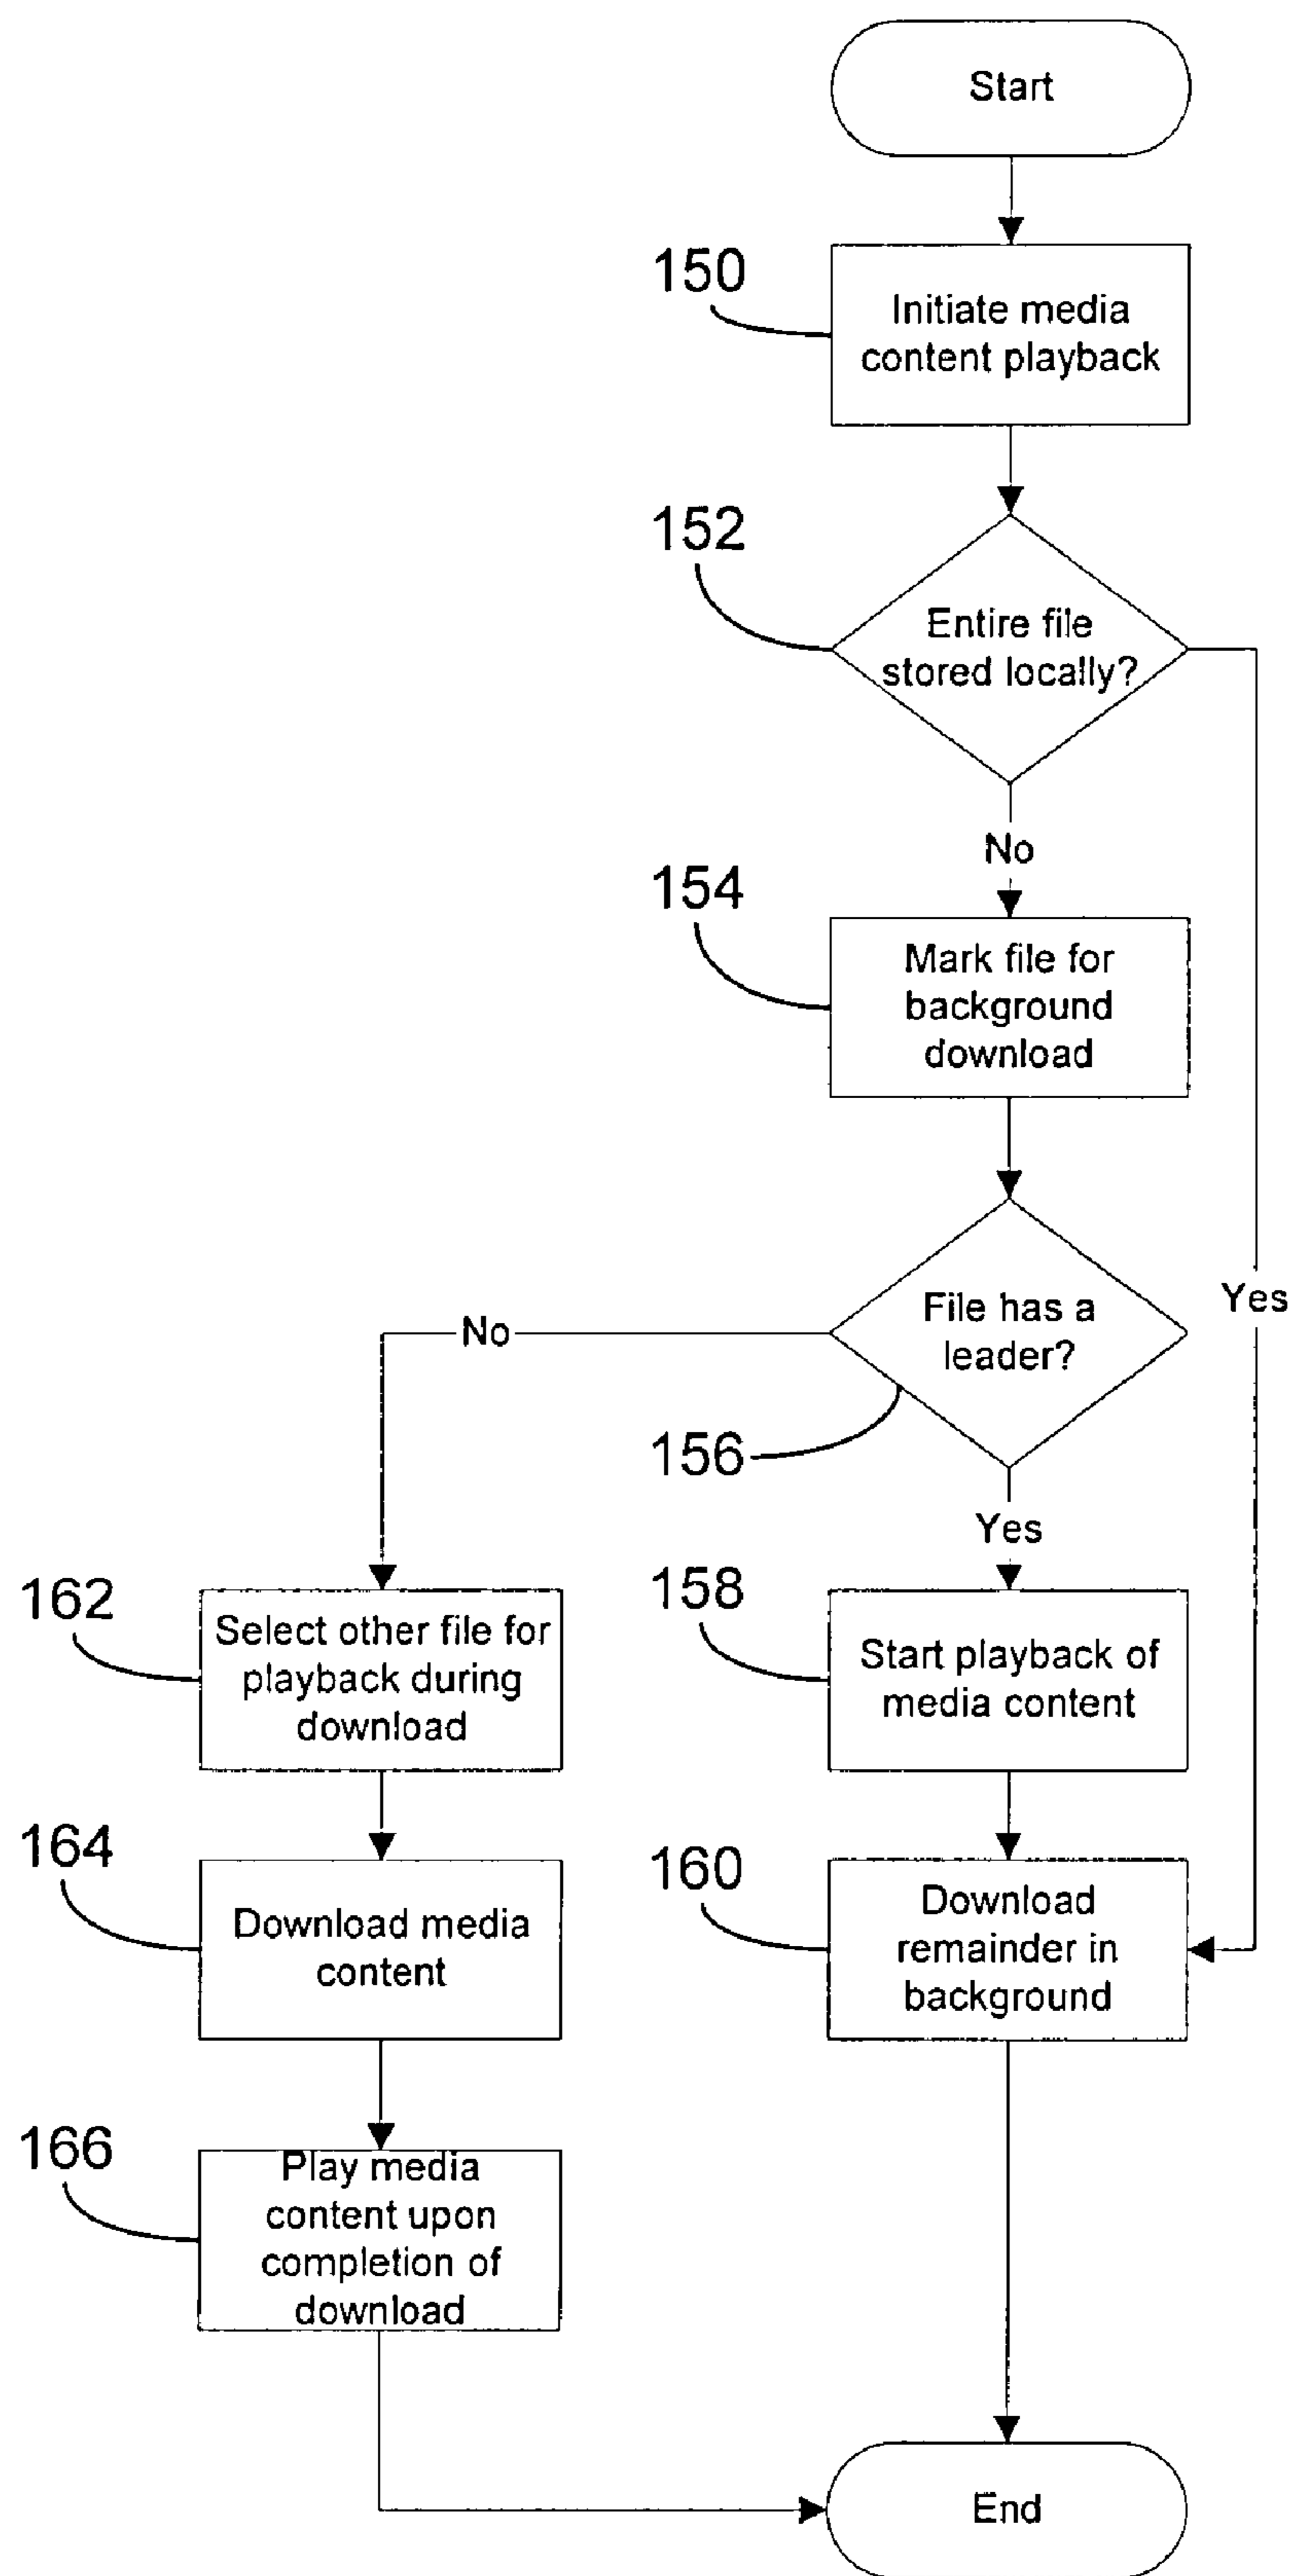 Start
150
Initiate media
content playback
152
Entire file
stored locally?
No
154
Mark file for
background
download
File has a
leader?
Yes
No
156
Yes
162
Select other file for
playback during
download
158
Start playback of
media content
164
Download media
content
160
Download
remainder in
background
166
Play media
content upon
completion of
download
End